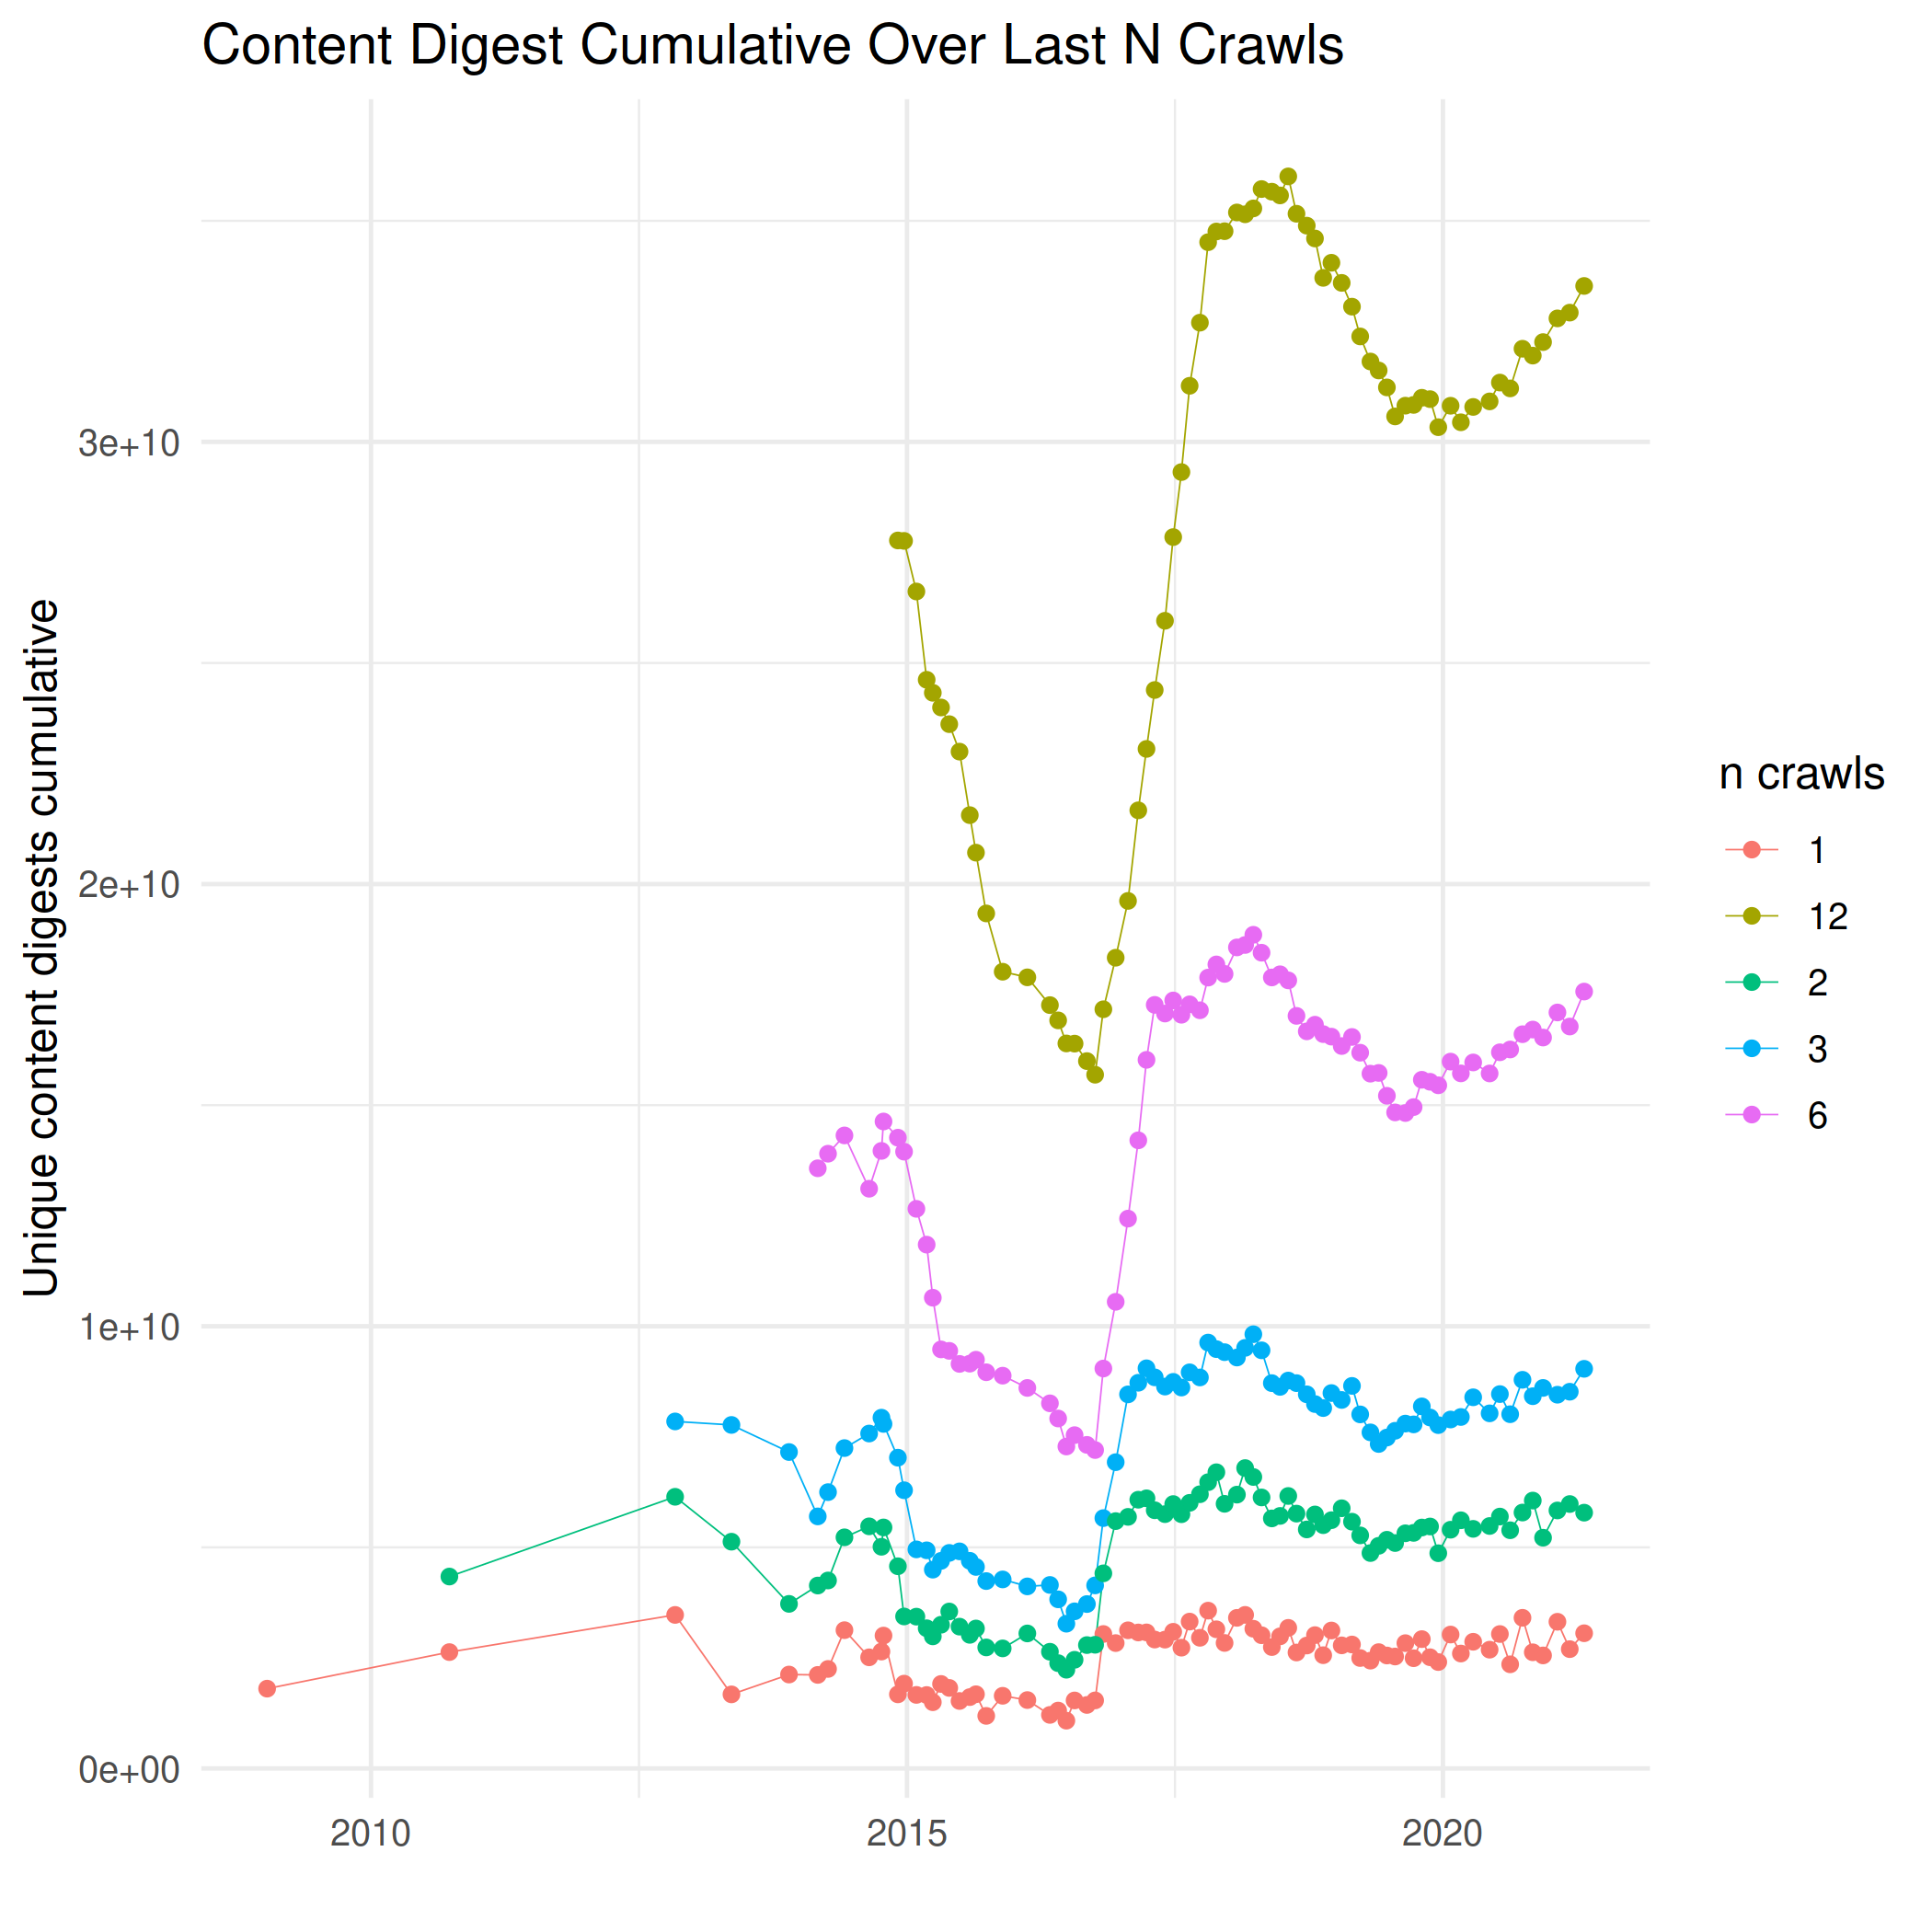 Content Digest Cumulative Over Last N Crawls
Unique content digests cumulative
3e+10
2e+10
1e+10
0e+00
2010
2015
2020
n crawls
1
12
2
3
6